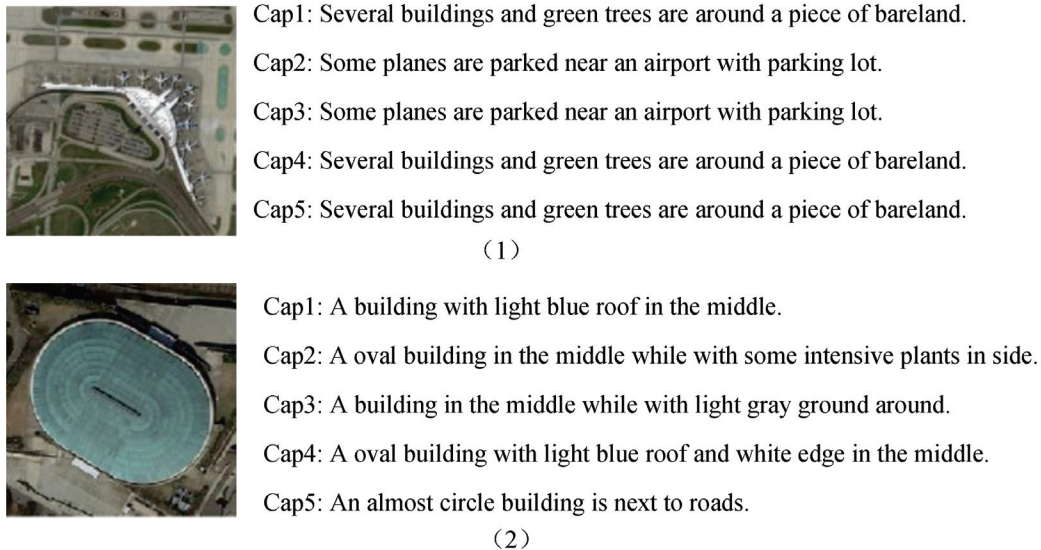 Cap1: Several buildings and green trees are around a piece of bareland.
Cap2: Some planes are parked near an airport with parking lot.
Cap3: Some planes are parked near an airport with parking lot.
Cap4: Several buildings and green trees are around a piece of bareland.
Cap5: Several buildings and green trees are around a piece of bareland.
（1）
Cap1: A building with light blue roof in the middle.
Cap2: A oval building in the middle while with some intensive plants in side.
Cap3: A building in the middle while with light gray ground around.
Cap4: A oval building with light blue roof and white edge in the middle.
Cap5: An almost circle building is next to roads.
（2）